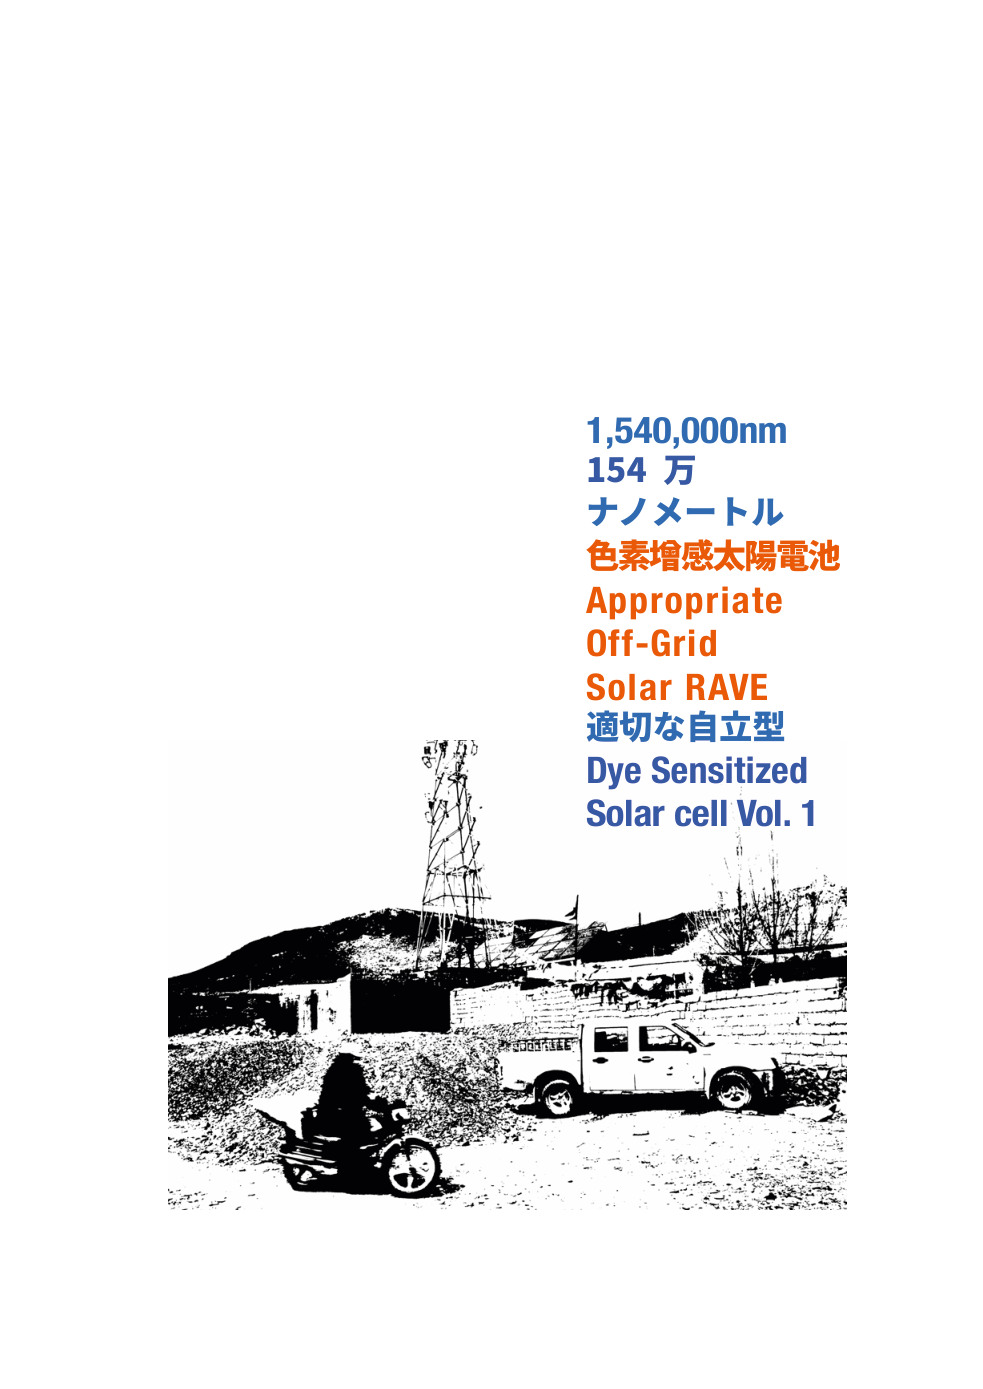 1,540,000nm
154 万
ナノメートル
色素増感太陽電池
Appropriate
Off-Grid
Solar RAVE
適切な自立型
Dye Sensitized
Solar cell Vol. 1